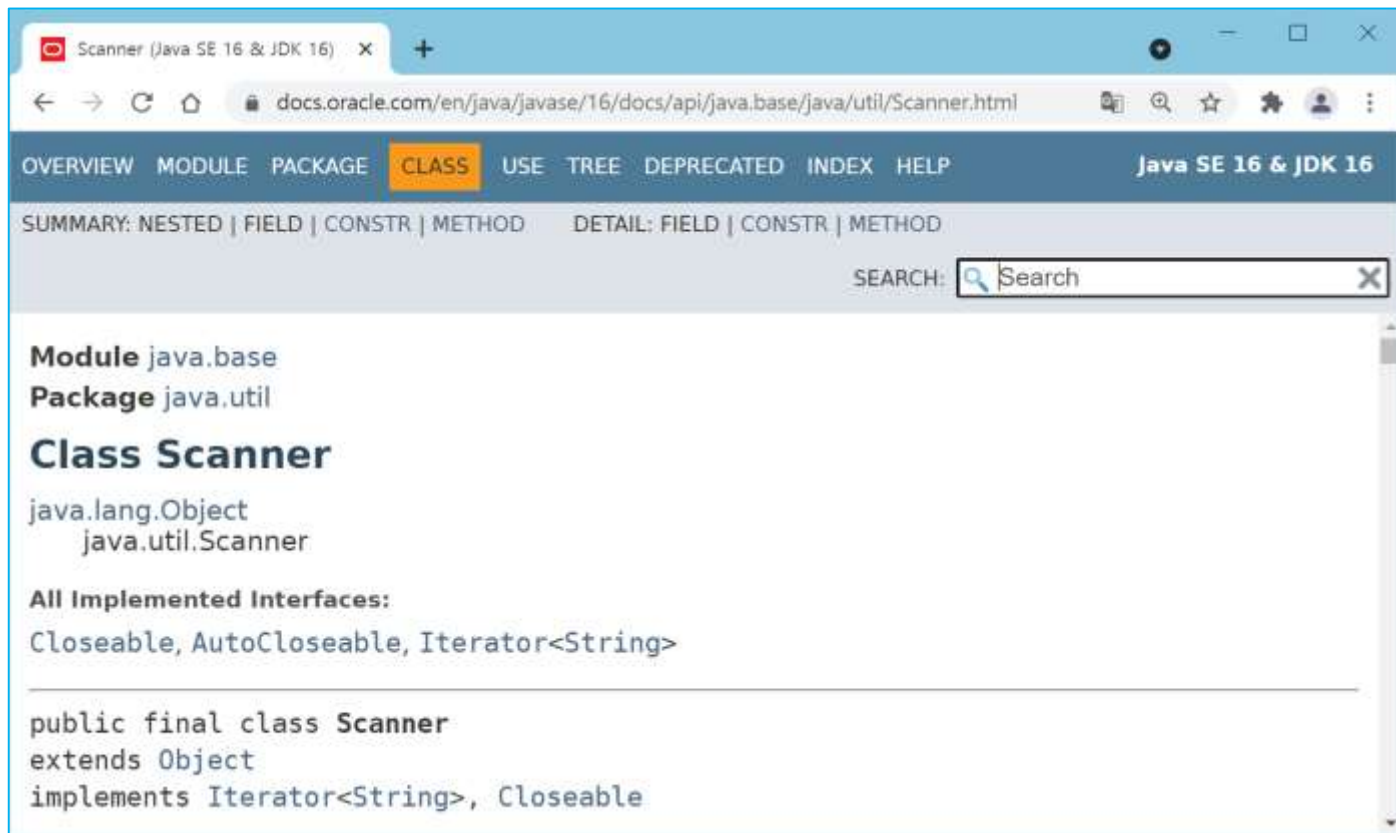 Scanner (Java SE 16 & JDK 16)
docs.oracle.com/en/java/javase/16/docs/api/java.base/java/util/Scanner.html
OVERVIEW MODULE PACKAGE CLASS USE TREE DEPRECATED INDEX HELP Java SE 16 & JDK 16
SUMMARY: NESTED | FIELD | CONSTR | METHOD DETAIL: FIELD | CONSTR | METHOD
SEARCH: Search
Module java.base
Package java.util
Class Scanner
java.lang.Object
java.util.Scanner
All Implemented Interfaces:
Closeable, AutoCloseable, Iterator<String>
public final class Scanner
extends Object
implements Iterator<String>, Closeable